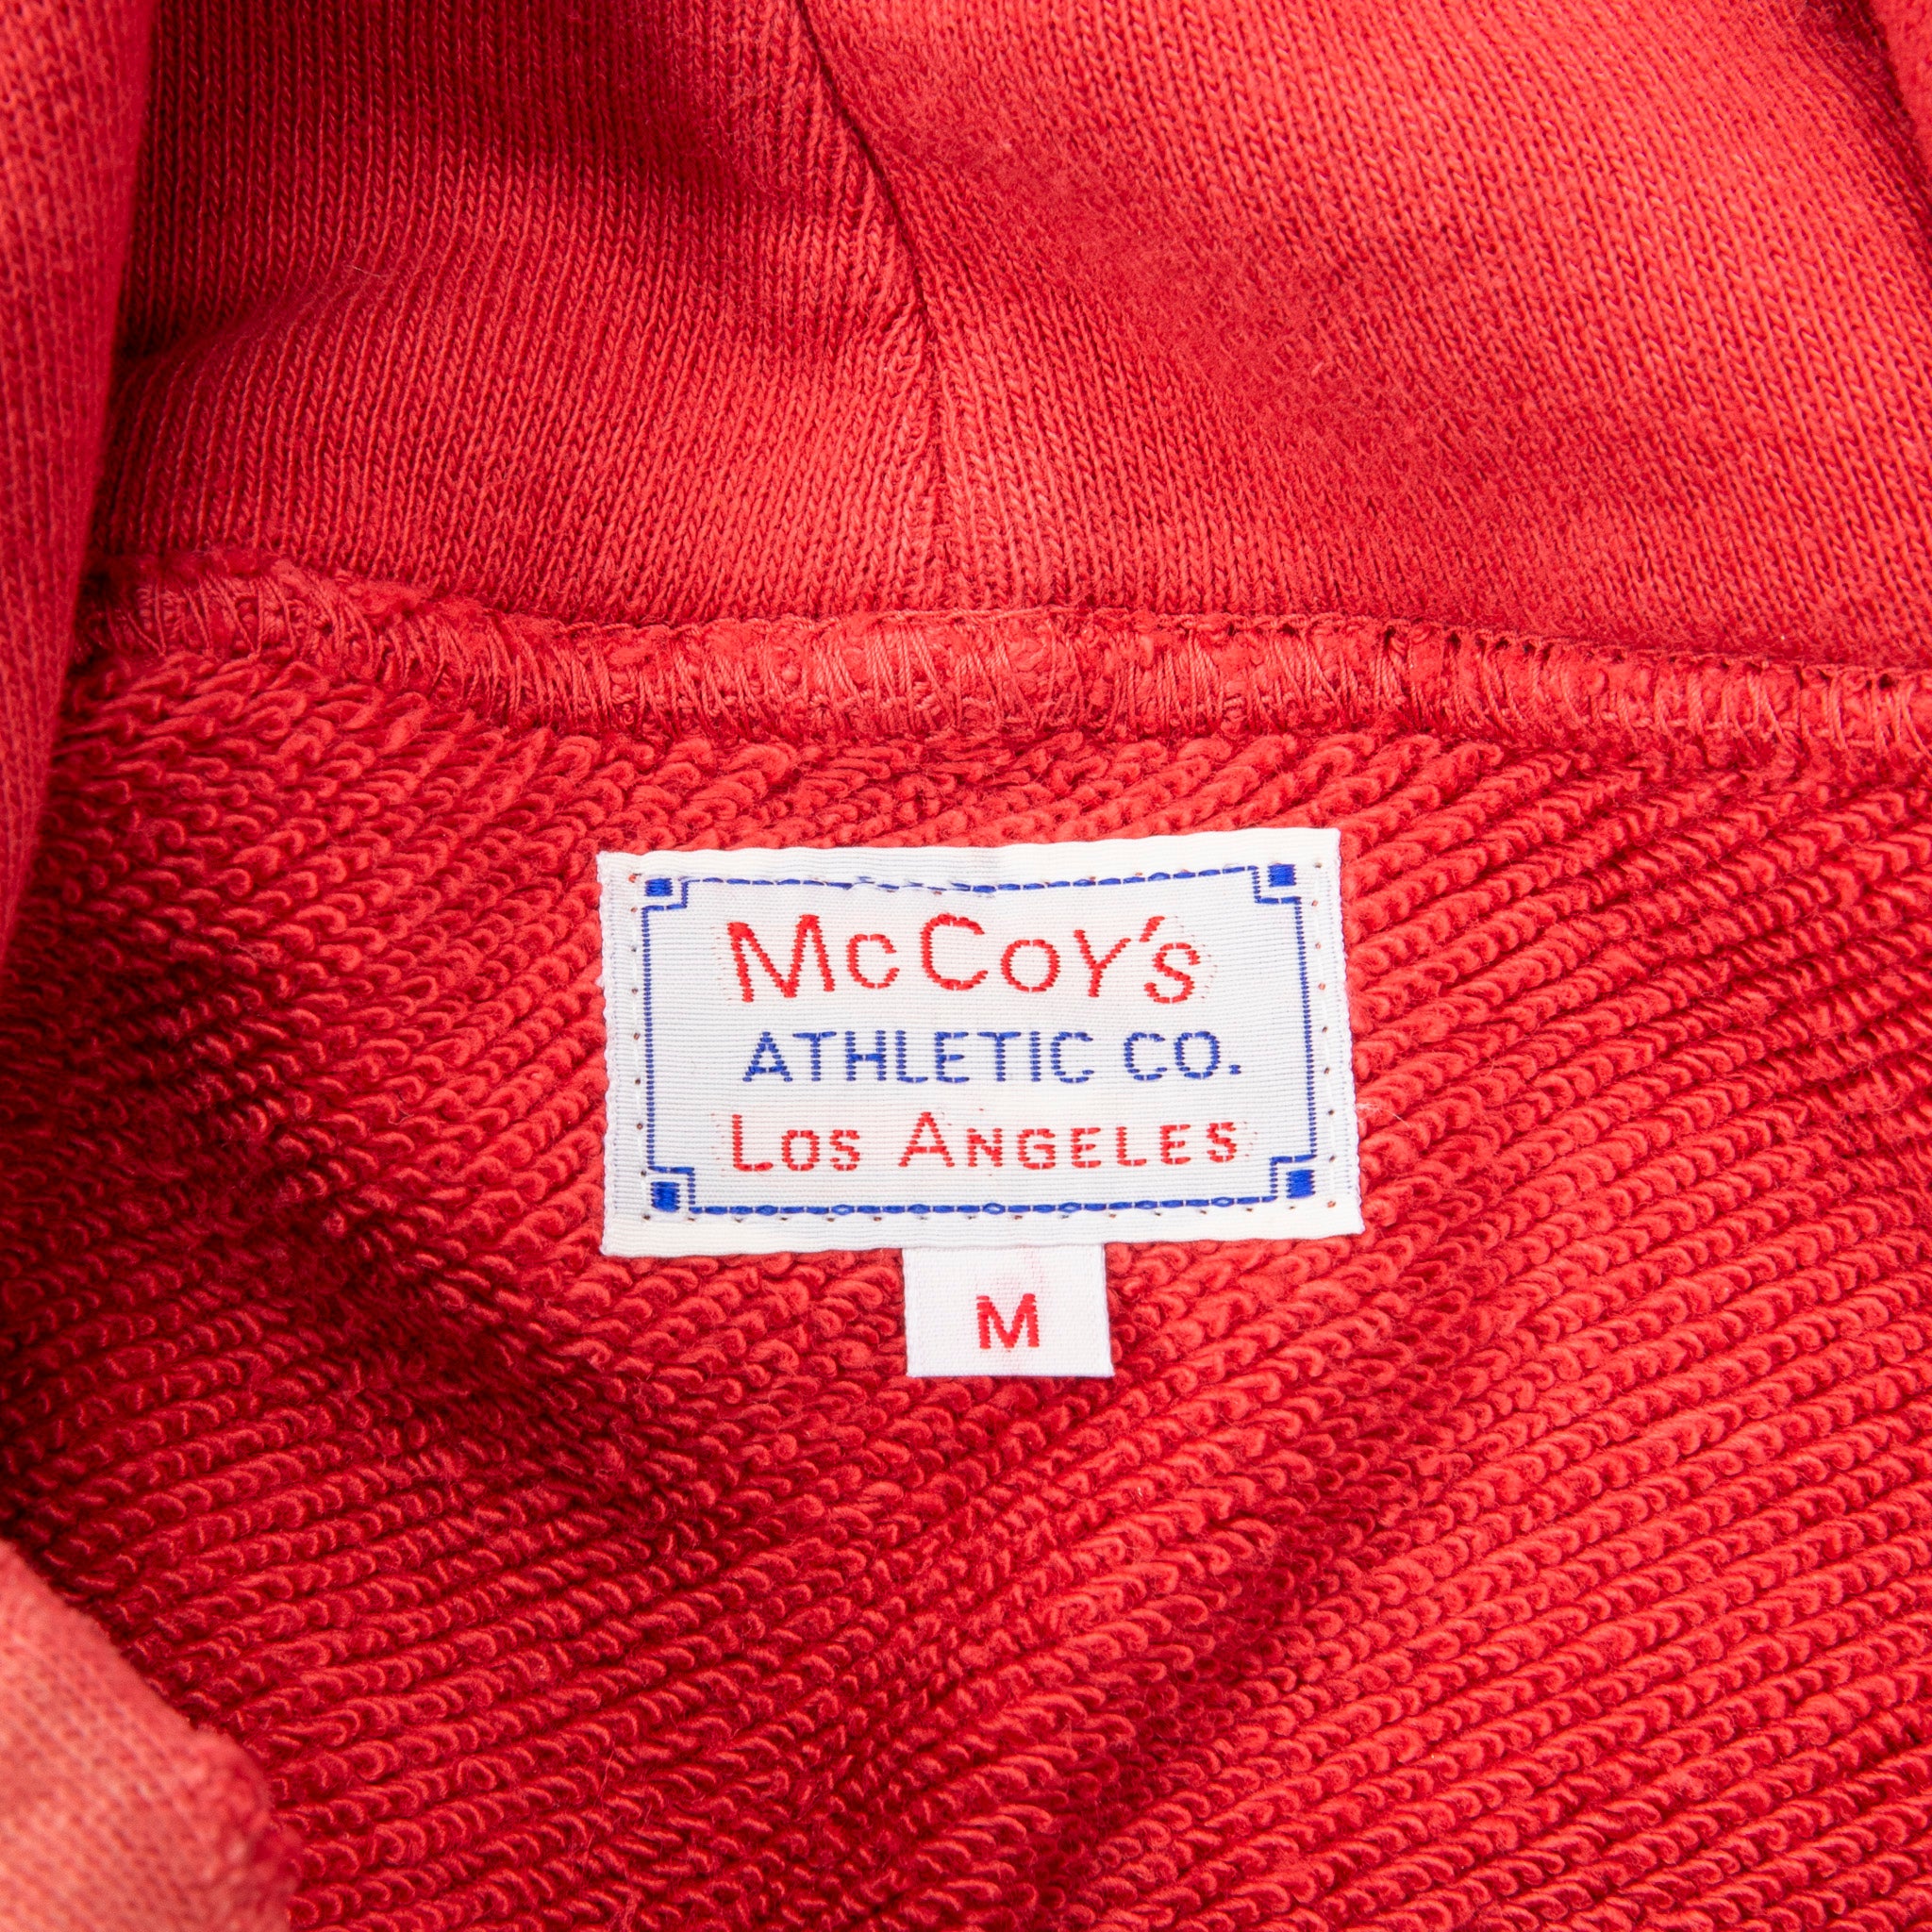 McCoy's
ATHLETIC CO.
Los Angeles
M